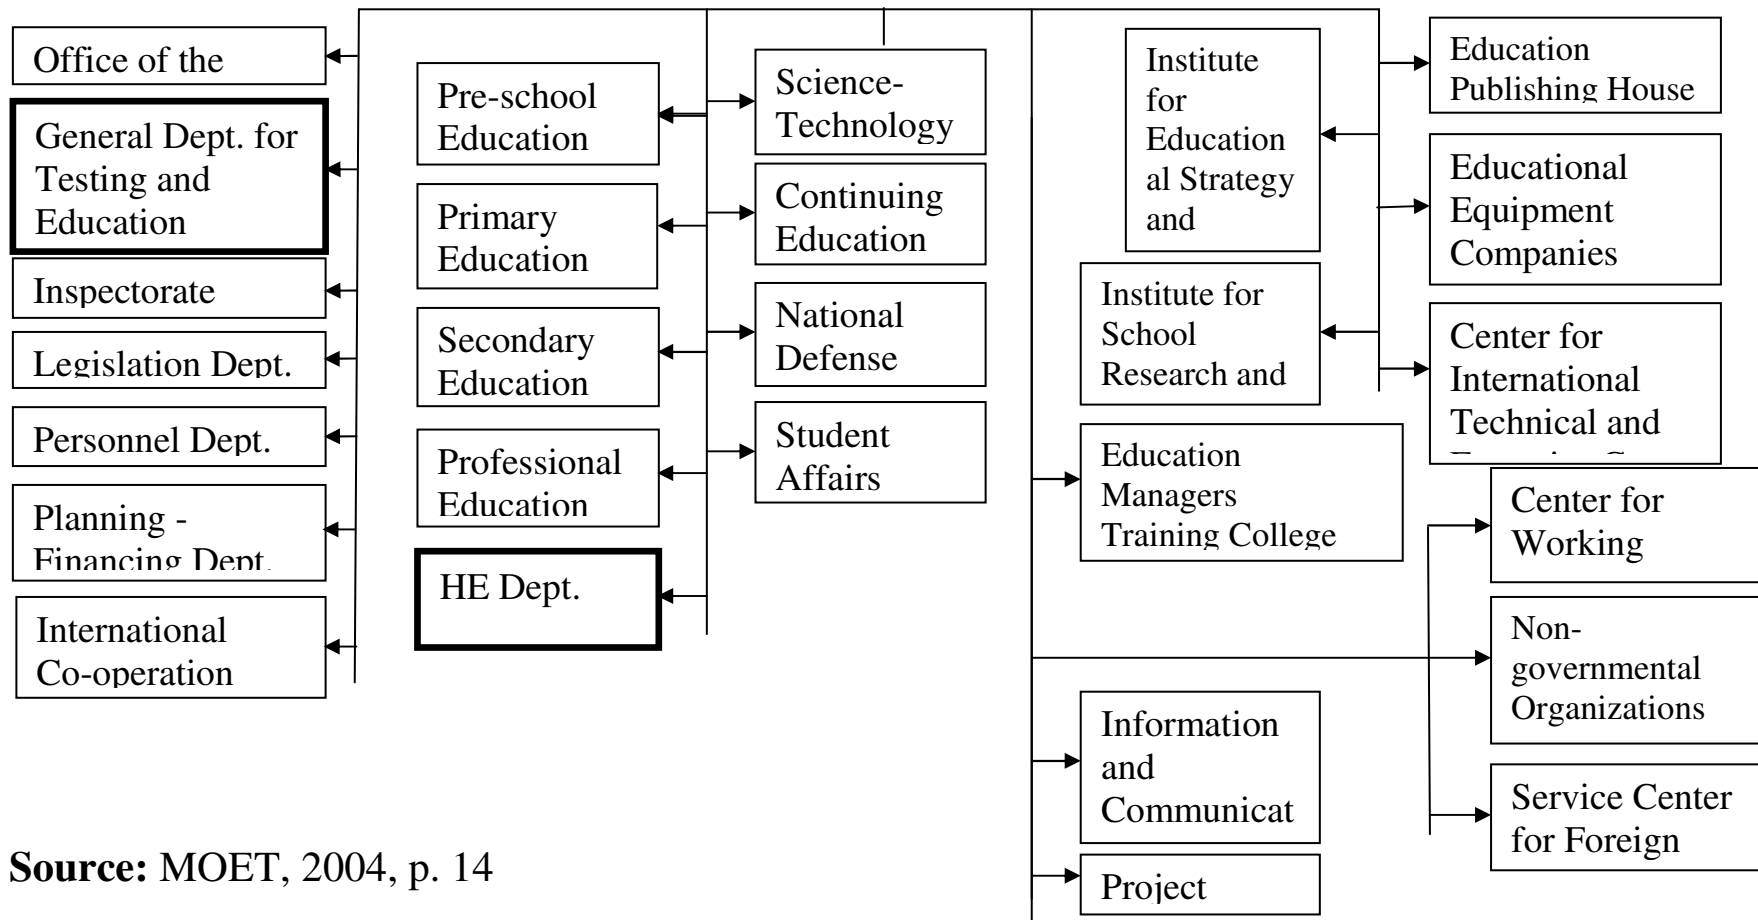 Office of the
General Dept. for
Testing and
Education
Inspectorate
Legislation Dept.
Personnel Dept.
Planning -
Financing Dept.
International
Co-operation
Pre-school
Education
Primary
Education
Secondary
Education
Professional
Education
HE Dept.
Science-
Technology
Continuing
Education
National
Defense
Student
Affairs
Institute
for
Education
al Strategy
and
Institute for
School
Research and
Education
Managers
Training College
Information
and
Communicat
Project
Education
Publishing House
Educational
Equipment
Companies
Center for
International
Technical and
Center for
Working
Non-
governmental
Organizations
Service Center
for Foreign
Source: MOET, 2004, p. 14